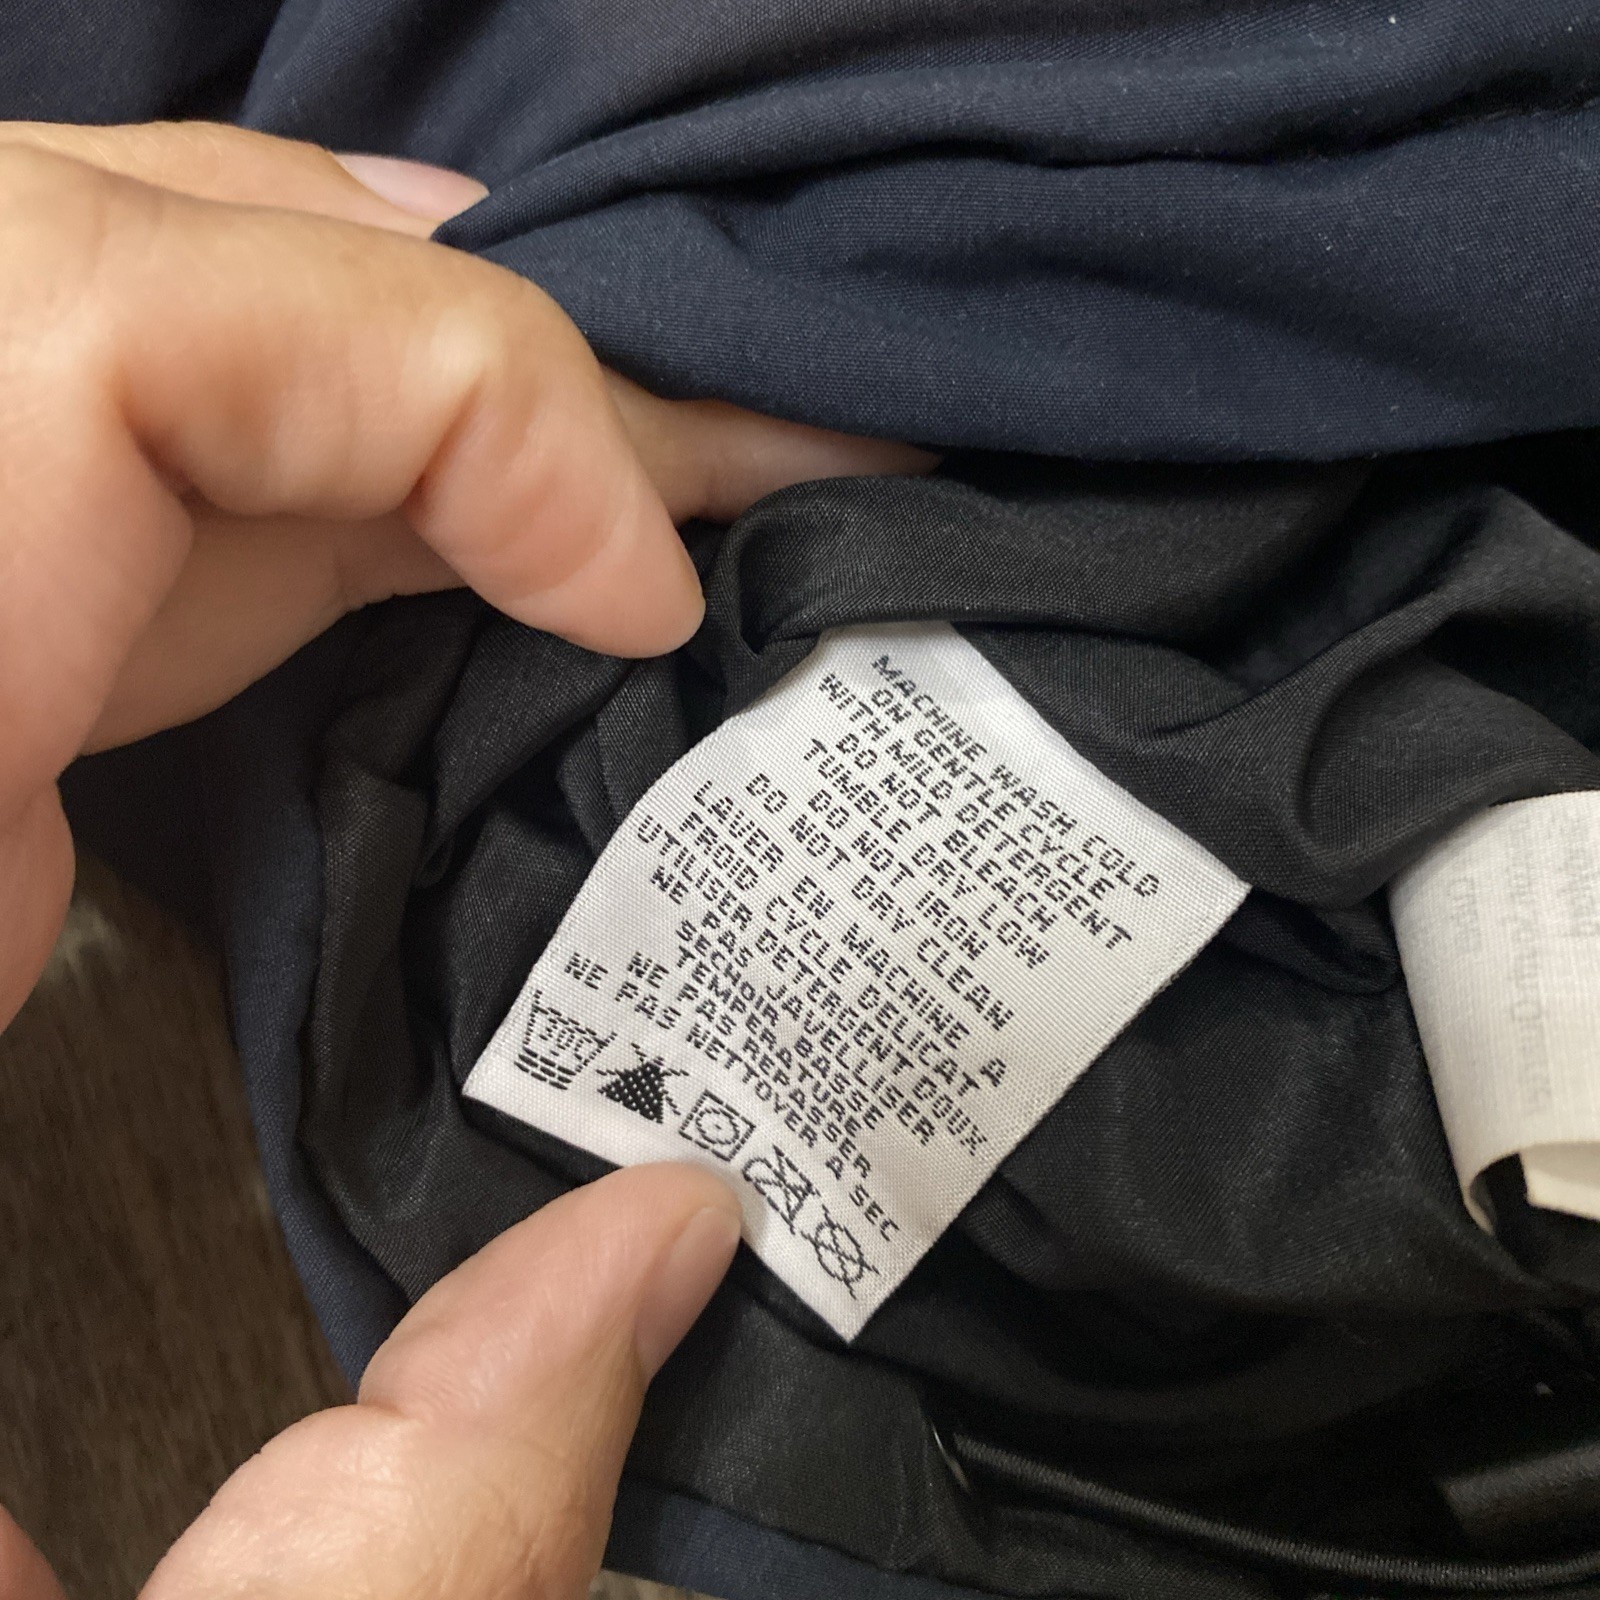 MACHINE WASH COLD
ON GENTLE CYCLE
WITH MILD DETERGENT
DO NOT BLEACH
TUMBLE DRY LOW
DO NOT IRON
DO NOT DRY CLEAN
LAVER EN MACHINE A
FROID CYCLE DELICAT
UTILISER DETERGENT DOUX
NE PAS JAVELLISER
SECHOIR BASSE
TEMPERATURE
NE PAS REPASSER
NE PAS NETTOYER A SEC
30C